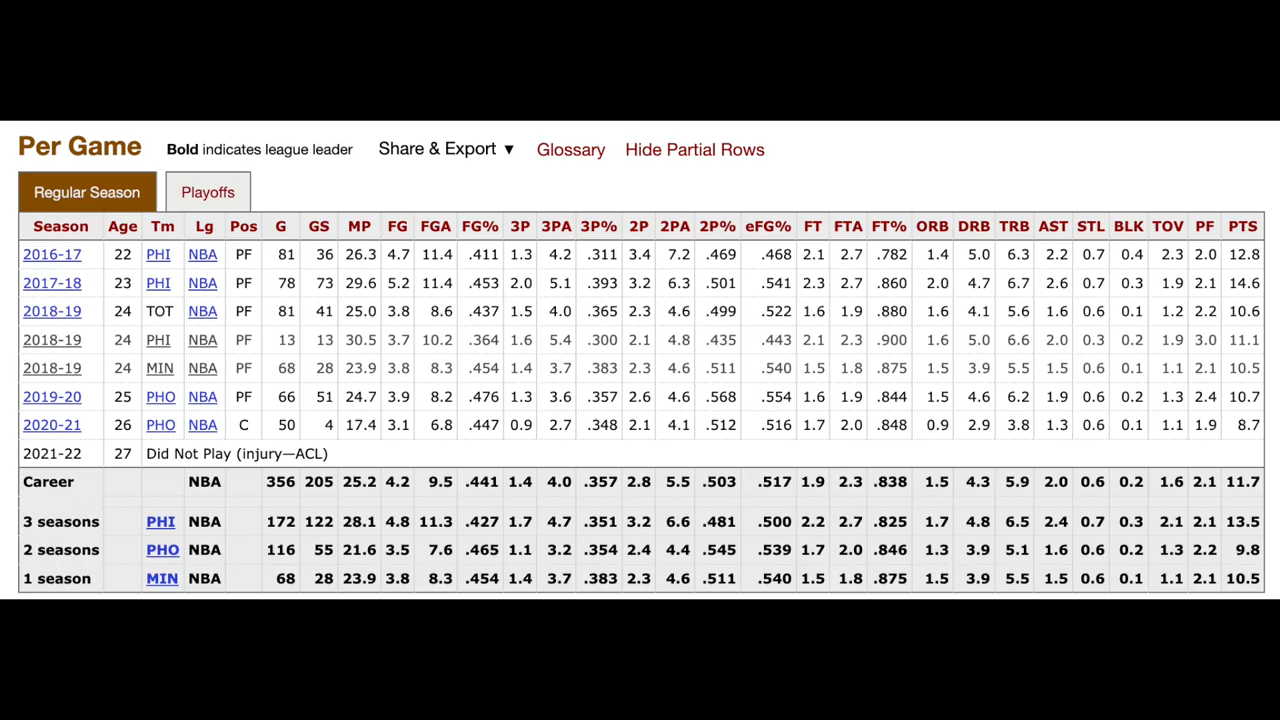 Per Game Bold indicates league leader Share & Export ▼ Glossary Hide Partial Rows
Regular Season Playoffs
Season Age Tm Lg Pos G GS MP FG FGA FG% 3P 3PA 3P% 2P 2PA 2P% eFG% FT FTA FT% ORB DRB TRB AST STL BLK TOV PF PTS
2016-17 22 PHI NBA PF 81 36 26.3 4.7 11.4 .411 1.3 4.2 .311 3.4 7.2 .469 .468 2.1 2.7 .782 1.4 5.0 6.3 2.2 0.7 0.4 2.3 2.0 12.8
2017-18 23 PHI NBA PF 78 73 29.6 5.2 11.4 .453 2.0 5.1 .393 3.2 6.3 .501 .541 2.3 2.7 .860 2.0 4.7 6.7 2.6 0.7 0.3 1.9 2.1 14.6
2018-19 24 TOT NBA PF 81 41 25.0 3.8 8.6 .437 1.5 4.0 .365 2.3 4.6 .499 .522 1.6 1.9 .880 1.6 4.1 5.6 1.6 0.6 0.1 1.2 2.2 10.6
2018-19 24 PHI NBA PF 13 13 30.5 3.7 10.2 .364 1.6 5.4 .300 2.1 4.8 .435 .443 2.1 2.3 .900 1.6 5.0 6.6 2.0 0.3 0.2 1.9 3.0 11.1
2018-19 24 MIN NBA PF 68 28 23.9 3.8 8.3 .454 1.4 3.7 .383 2.3 4.6 .511 .540 1.5 1.8 .875 1.5 3.9 5.5 1.5 0.6 0.1 1.1 2.1 10.5
2019-20 25 PHO NBA PF 66 51 24.7 3.9 8.2 .476 1.3 3.6 .357 2.6 4.6 .568 .554 1.6 1.9 .844 1.5 4.6 6.2 1.9 0.6 0.2 1.3 2.4 10.7
2020-21 26 PHO NBA C 50 4 17.4 3.1 6.8 .447 0.9 2.7 .348 2.1 4.1 .512 .516 1.7 2.0 .848 0.9 2.9 3.8 1.3 0.6 0.1 1.1 1.9 8.7
2021-22 27 Did Not Play (injury—ACL)
Career NBA 356 205 25.2 4.2 9.5 .441 1.4 4.0 .357 2.8 5.5 .503 .517 1.9 2.3 .838 1.5 4.3 5.9 2.0 0.6 0.2 1.6 2.1 11.7
3 seasons PHI NBA 172 122 28.1 4.8 11.3 .427 1.7 4.7 .351 3.2 6.6 .481 .500 2.2 2.7 .825 1.7 4.8 6.5 2.4 0.7 0.3 2.1 2.1 13.5
2 seasons PHO NBA 116 55 21.6 3.5 7.6 .465 1.1 3.2 .354 2.4 4.4 .545 .539 1.7 2.0 .846 1.3 3.9 5.1 1.6 0.6 0.2 1.3 2.2 9.8
1 season MIN NBA 68 28 23.9 3.8 8.3 .454 1.4 3.7 .383 2.3 4.6 .511 .540 1.5 1.8 .875 1.5 3.9 5.5 1.5 0.6 0.1 1.1 2.1 10.5